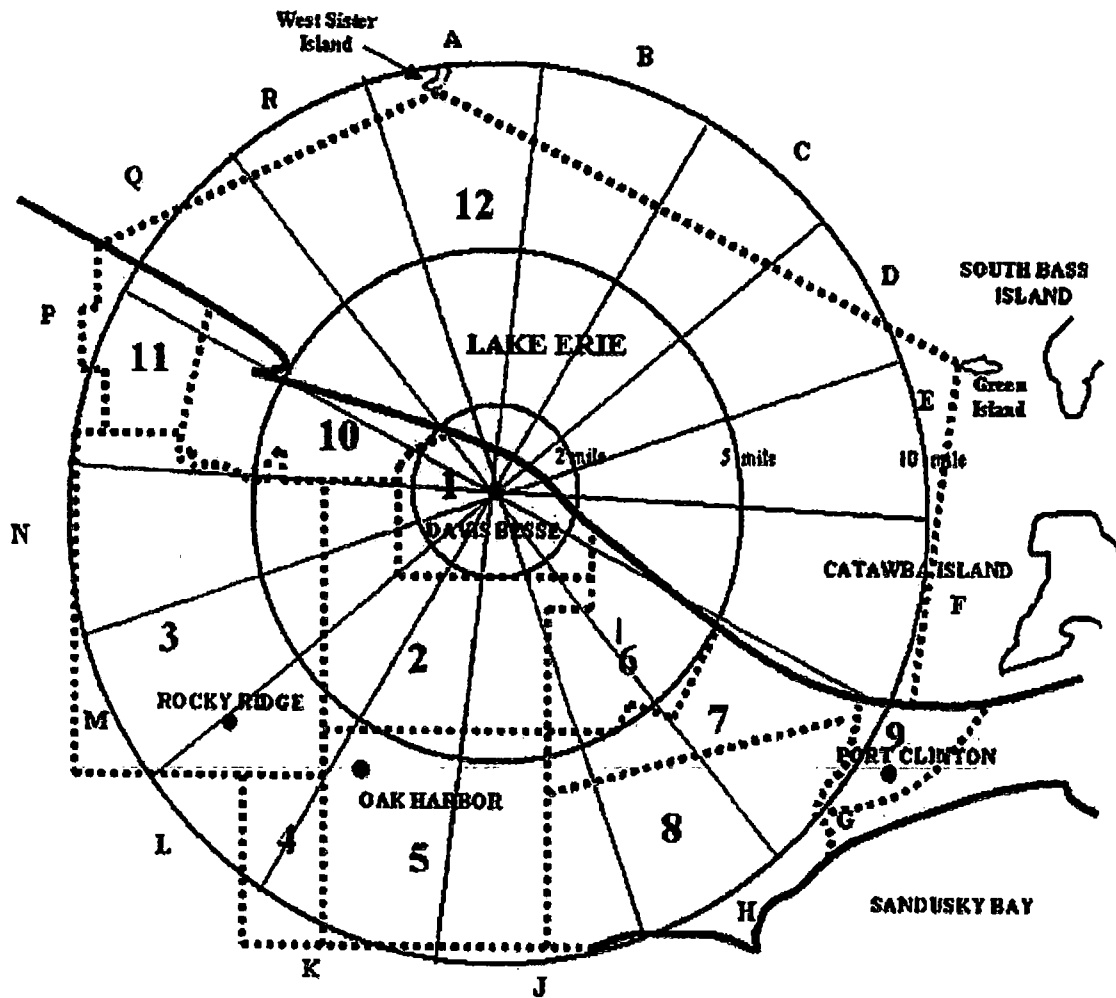 West Sister
Island
A
B
R
C
Q
12
D
SOUTH BASS
ISLAND
P
LAKE ERIE
11
Green
Island
E
10
2 mile
5 mile
10 mile
1
N
DAVIS BESSE
CATAWBA ISLAND
F
3
2
6
ROCKY RIDGE
M
7
9
PORT CLINTON
OAK HARBOR
G
L
4
5
8
H
SANDUSKY BAY
K
J